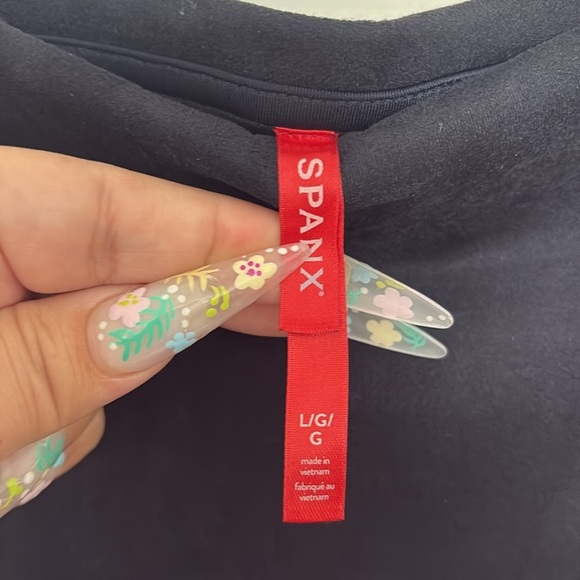 SPANX®
L/G/
G
made in
vietnam
fabriqué au
vietnam